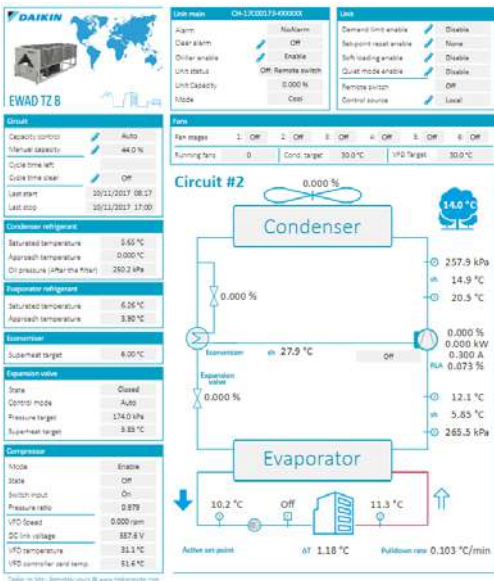 DAIKIN
EWAD TZ B
Unit main CH-17C00173-XXXXXX
Alarm NoAlarm
Clear alarm Off
Chiller enable Enable
Unit status Off: Remote switch
Unit Capacity 0.000 %
Mode Cool
Unit
Demand limit enable Disable
Set-point reset enable None
Soft loading enable Disable
Quiet mode enable Disable
Remote switch Off
Control source Local
Circuit
Capacity control Auto
Manual capacity 44.0 %
Cycle time left
Cycle time clear Off
Last start 10/11/2017 08:17
Last stop 10/11/2017 17:00
Fans
Fan stages 1: Off 2: Off 3: Off 4: Off 5: Off 6: Off
Running fans 0 Cond. target 30.0 °C VFD Target 30.0 °C
Condenser refrigerant
Saturated temperature 5.65 °C
Approach temperature 0.000 °C
Oil pressure (After the filter) 260.2 kPa
Evaporator refrigerant
Saturated temperature 6.26 °C
Approach temperature 3.90 °C
Economiser
Superheat target 6.00 °C
Expansion valve
State Closed
Control mode Auto
Pressure target 174.0 kPa
Superheat target
Compressor
Mode Enable
State Off
Switch input On
Pressure ratio 0.979
VFD Speed 0.000 rpm
DC link voltage 557.6 V
VFD temperature 31.1 °C
VFD controller card temp. 51.6 °C
Circuit #2
0.000 %
14.0 °C
Condenser
257.9 kPa
sh 14.9 °C
20.5 °C
0.000 %
Economiser sh 27.9 °C
Off
0.000 %
0.000 kW
0.300 A
RLA 0.073 %
Expansion valve
0.000 %
12.1 °C
sh 5.85 °C
265.5 kPa
Evaporator
10.2 °C Off 11.3 °C
Active set point ΔT 1.18 °C Pulldown rate 0.103 °C/min